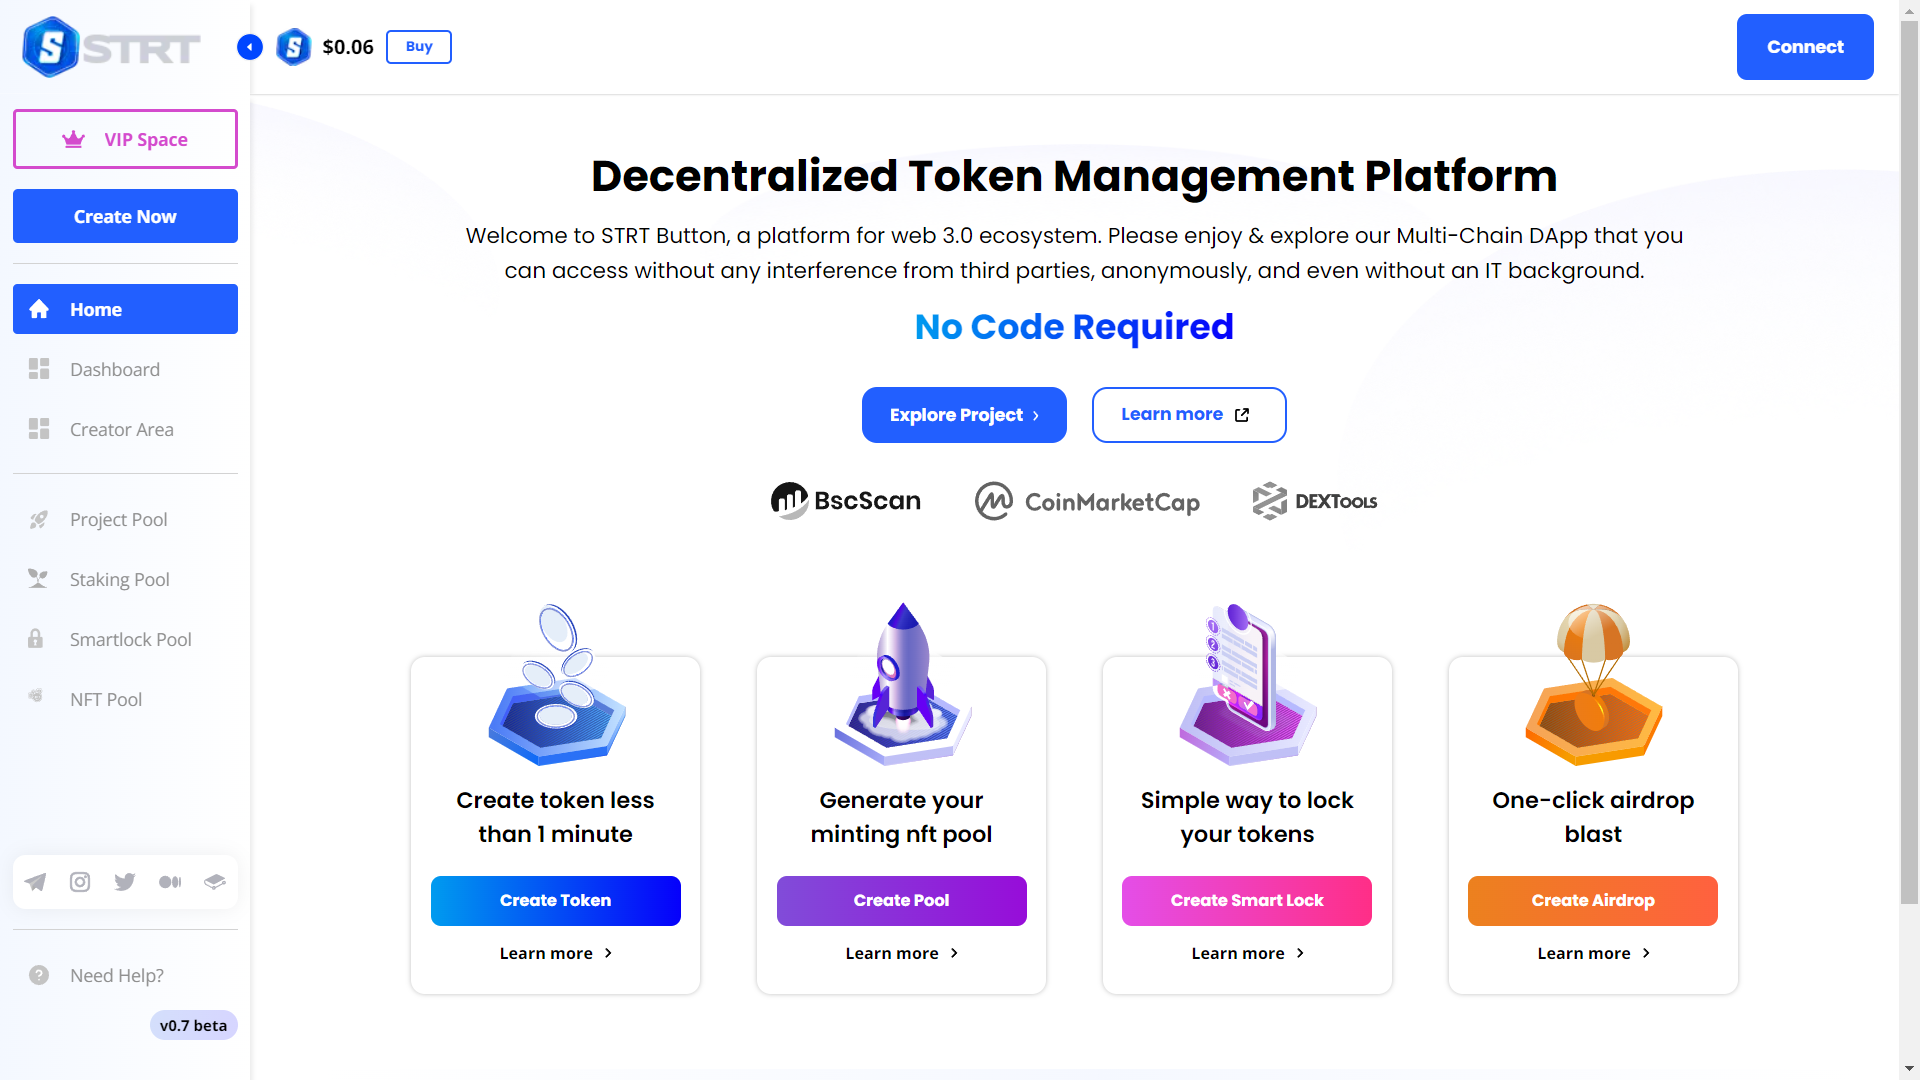 STRT
$0.06
Buy
Connect
VIP Space
Create Now
Home
Dashboard
Creator Area
Project Pool
Staking Pool
Smartlock Pool
NFT Pool
Need Help?
v0.7 beta
Decentralized Token Management Platform
Welcome to STRT Button, a platform for web 3.0 ecosystem. Please enjoy & explore our Multi-Chain DApp that you
can access without any interference from third parties, anonymously, and even without an IT background.
No Code Required
Explore Project
Learn more
BscScan
CoinMarketCap
DEXTools
1
2
3
Create token less
than 1 minute
Create Token
Learn more
Generate your
minting nft pool
Create Pool
Learn more
Simple way to lock
your tokens
Create Smart Lock
Learn more
One-click airdrop
blast
Create Airdrop
Learn more